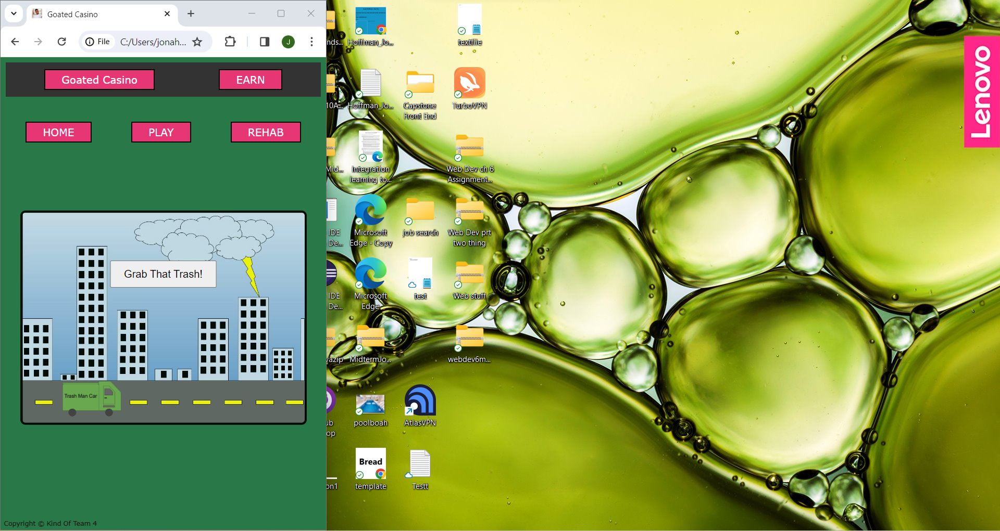 Goated Casino
File
C:/Users/jonah...
J
Goated Casino
EARN
HOME
PLAY
REHAB
Grab That Trash!
Trash Man Car
Copyright © Kind Of Team 4
nds...
Hoffman_Jo...
textfile
10A...
Hoffman_Jo...
Capstone
Front End
TurboVPN
Mid...
Integration
learning to...
Web Dev ch 6
Assignment...
IDE
De...
Microsoft
Edge - Copy
job search
Web Dev prt
two thing
IDE
De...
Microsoft
Edge
test
Web stuff
vazip
MidtermJo...
webdev6m...
ub
op
poolboah
AtlasVPN
Bread
on1
template
Testt
Lenovo